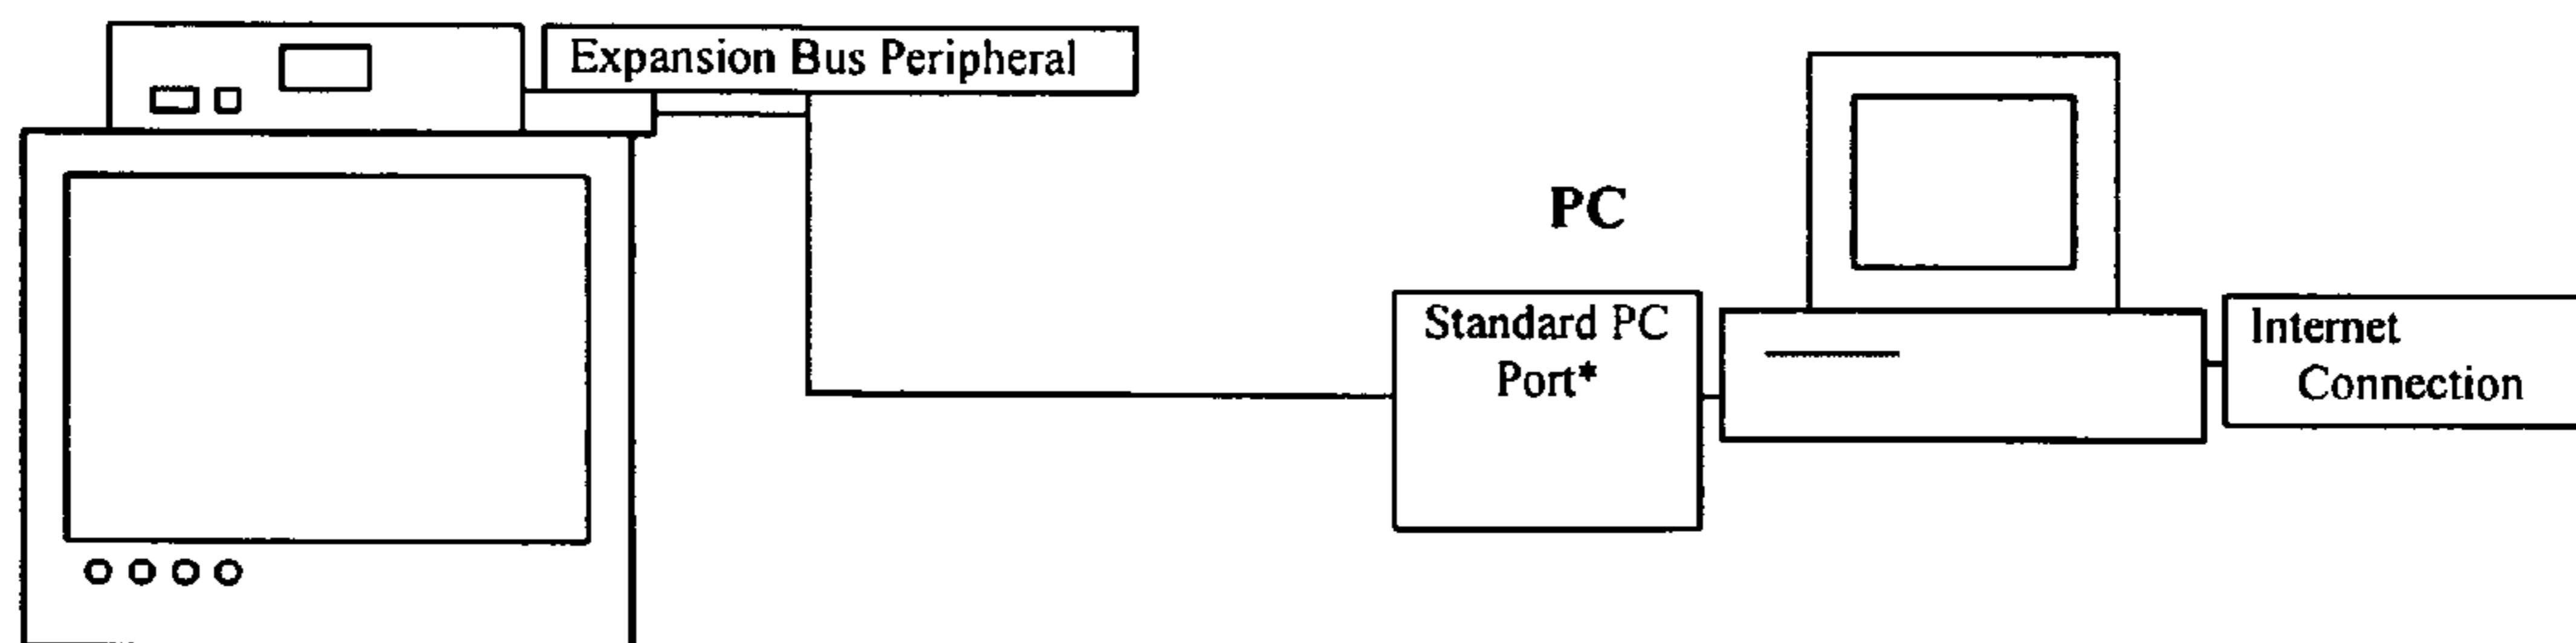 Expansion Bus Peripheral
PC
Standard PC
Port*
Internet
Connection